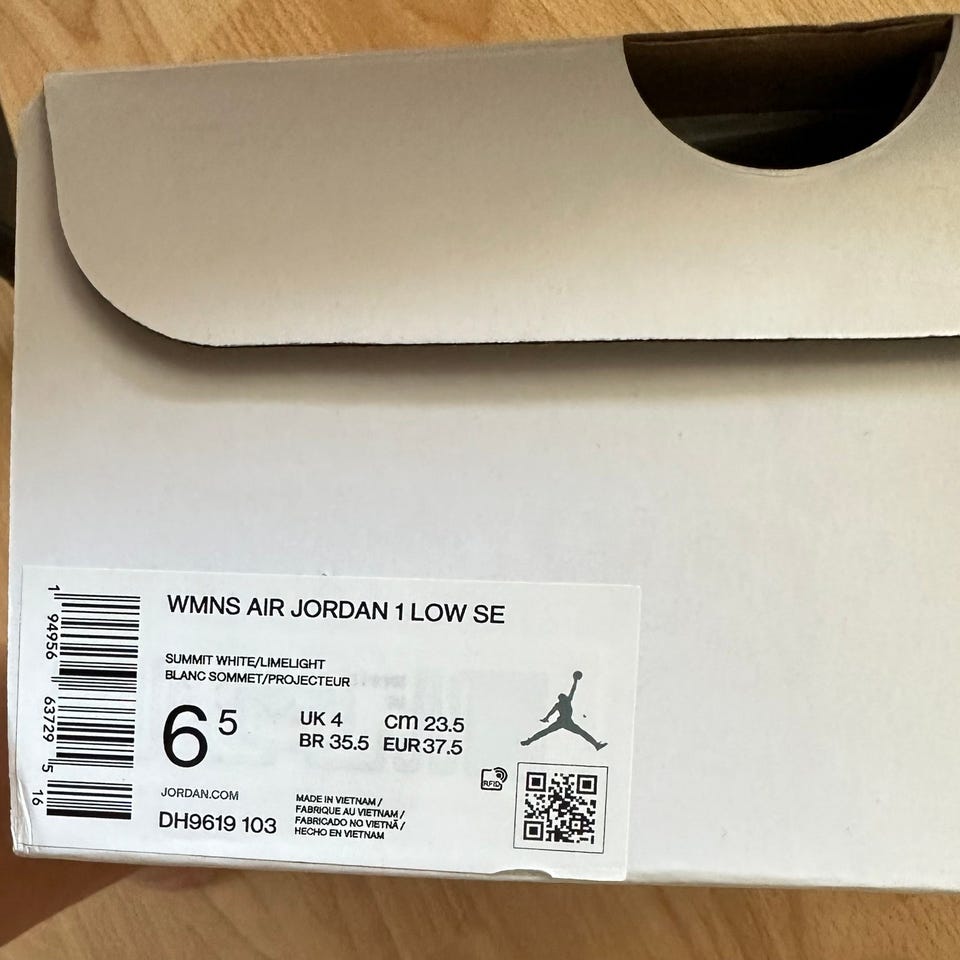 WMNS AIR JORDAN 1 LOW SE
SUMMIT WHITE/LIMELIGHT
BLANC SOMMET/PROJECTEUR
6 5
UK 4 cm 23.5
BR 35.5 EUR 37.5
JORDAN.COM
DH9619 103
MADE IN VIETNAM /
FABRIQUE AU VIETNAM /
FABRICADO NO VIETNÃ /
HECHO EN VIETNAM
RFID
1 94956 63729 5 16